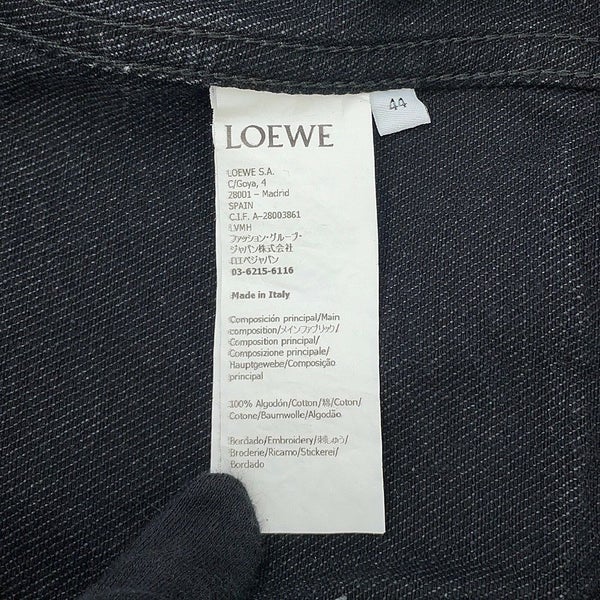 44
LOEWE
LOEWE S.A.
C/Goya, 4
28001 – Madrid
SPAIN
C.I.F. A-28003861
LVMH
ファッション・グループ・
ジャパン株式会社
ロエベジャパン
03-6215-6116
Made in Italy
Composición principal/Main
composition/メインファブリック/
Composition principal/
Composizione principale/
Hauptgewebe/Composição
principal
100% Algodón/Cotton/綿/Coton/
Cotone/Baumwolle/Algodão
Bordado/Embroidery/刺しゅう/
Broderie/Ricamo/Stickerei/
Bordado